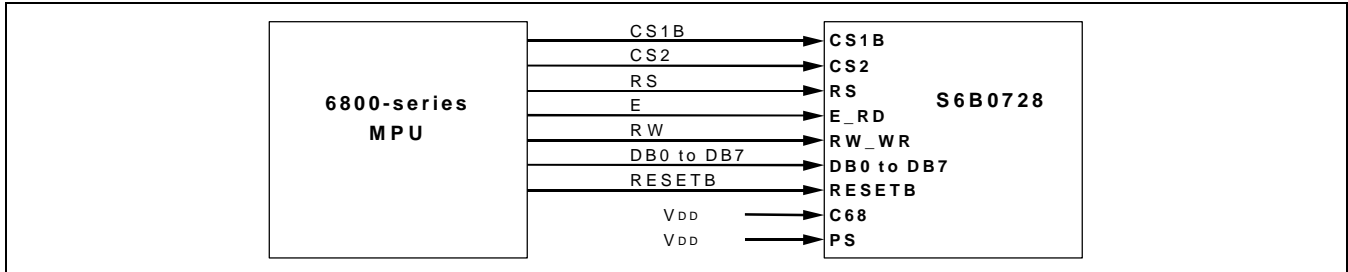 6800-series
MPU
CS1B
CS2
RS
E
RW
DB0 to DB7
RESETB
VDD
VDD
CS1B
CS2
RS
E_RD
RW_WR
DB0 to DB7
RESETB
C68
PS
S6B0728